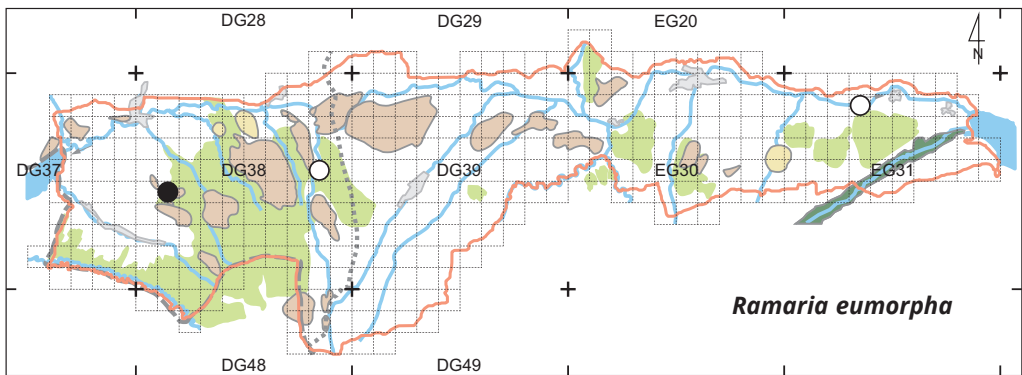 DG28 DG29 EG20
N
DG37 DG38 DG39 EG30 EG31
Ramaria eumorpha
DG48 DG49